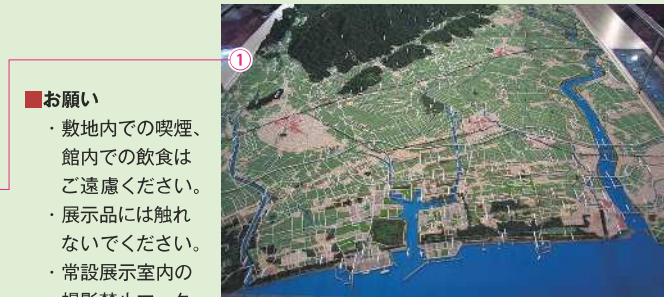 ①
■お願い
・敷地内での喫煙、
館内での飲食は
ご遠慮ください。
・展示品には触れ
ないでください。
・常設展示室内の